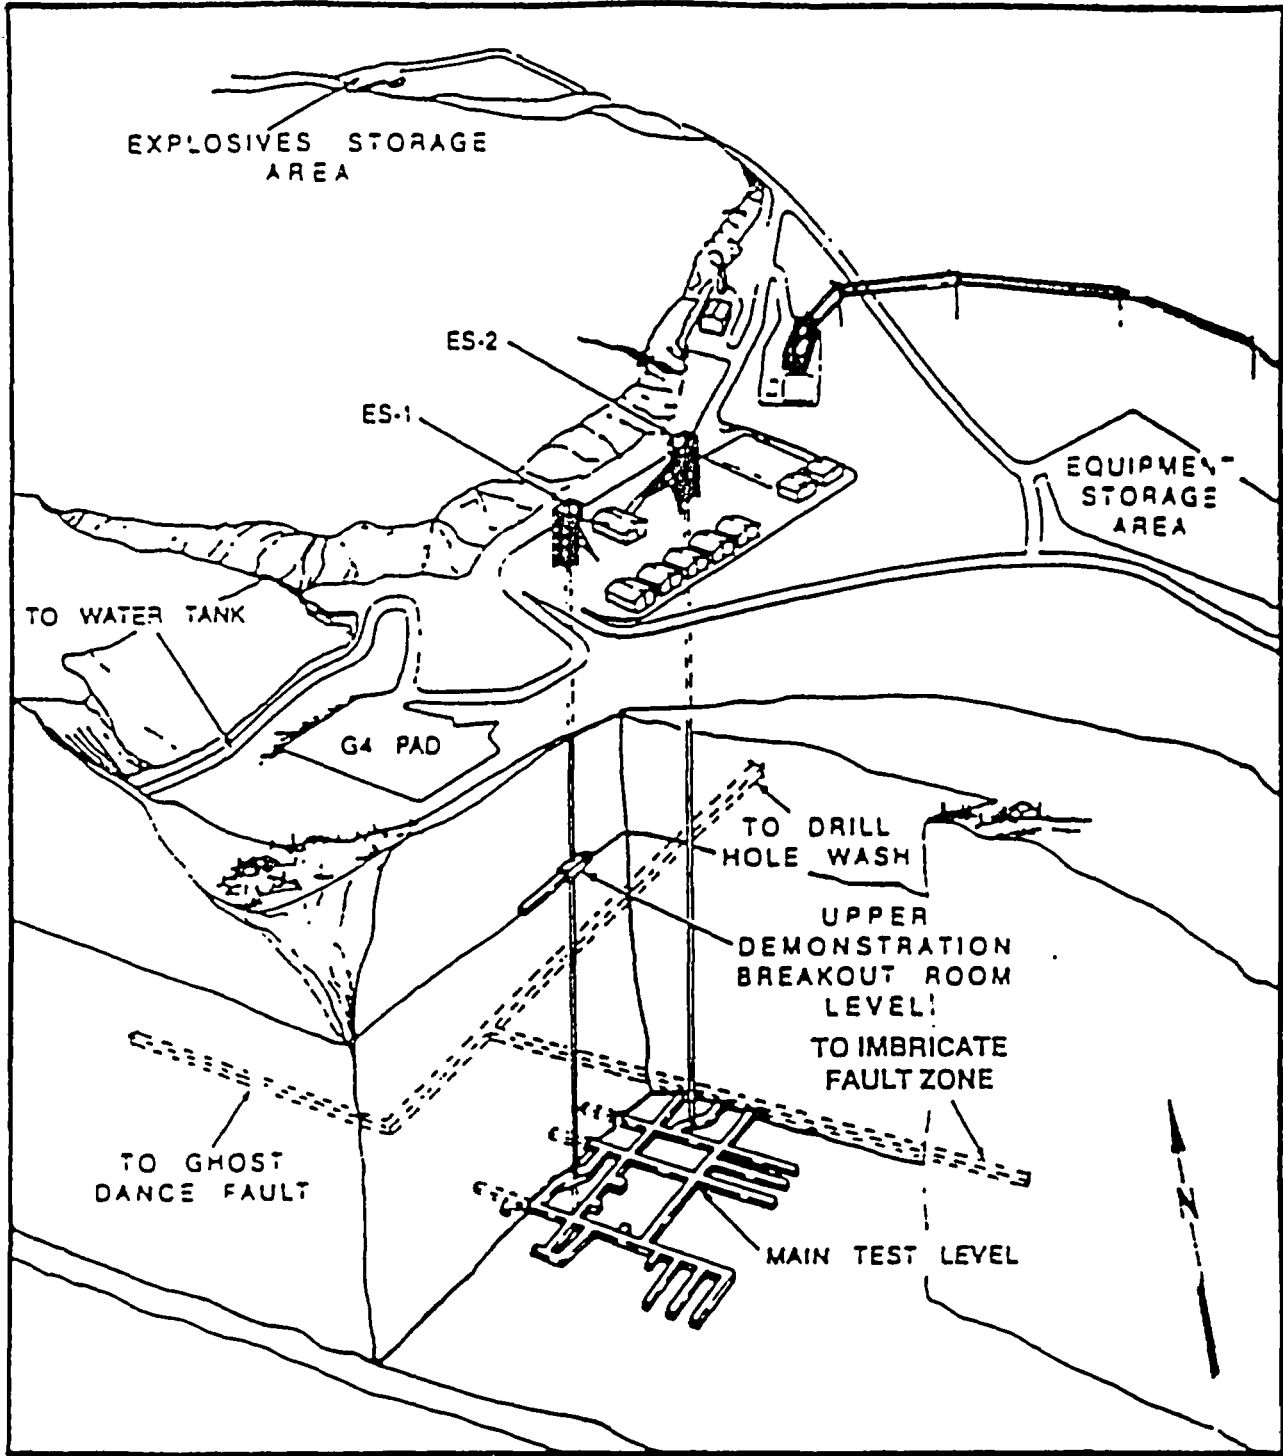 EXPLOSIVES STORAGE
AREA
ES-2
ES-1
EQUIPMENT
STORAGE
AREA
TO WATER TANK
G4 PAD
TO DRILL
HOLE WASH
UPPER
DEMONSTRATION
BREAKOUT ROOM
LEVEL
TO IMBRICATE
FAULT ZONE
TO GHOST
DANCE FAULT
N
MAIN TEST LEVEL